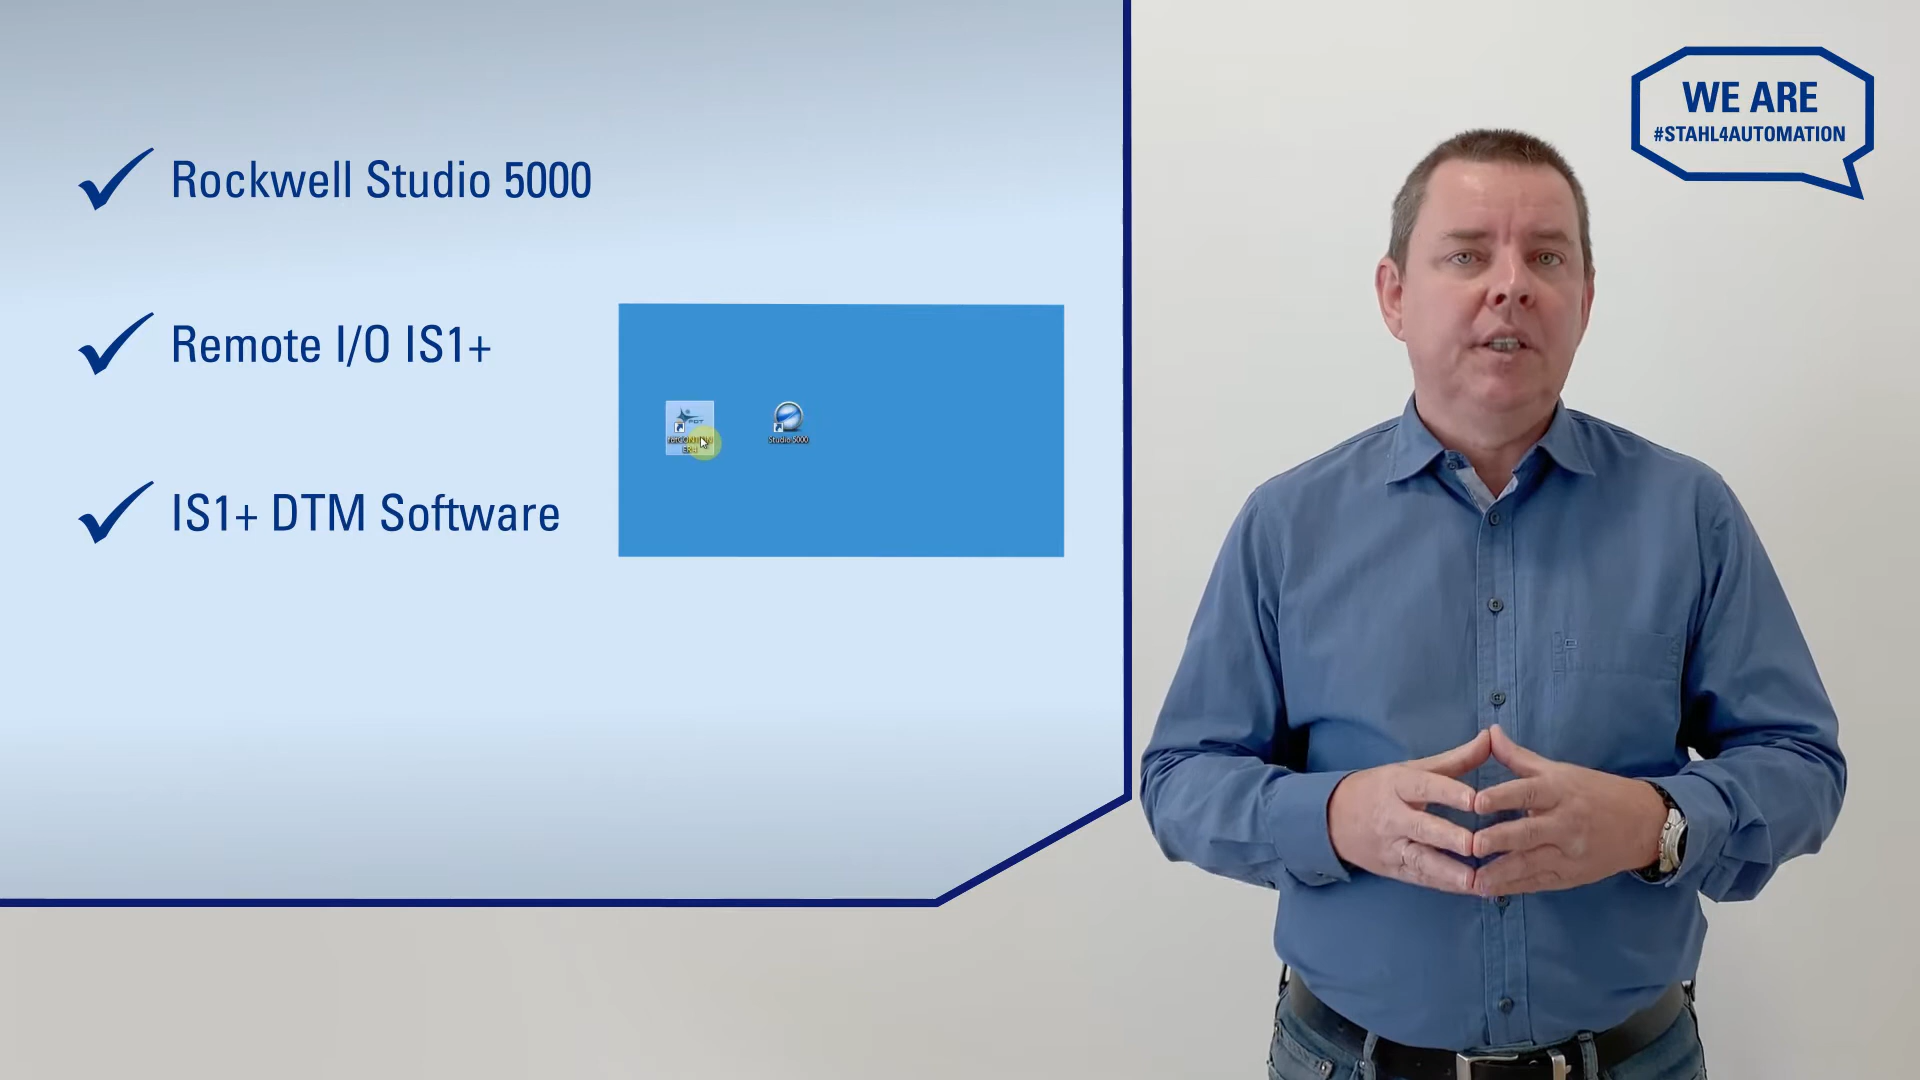 WE ARE
#STAHL4AUTOMATION
Rockwell Studio 5000
Remote I/O IS1+
IS1+ DTM Software
Studio 5000